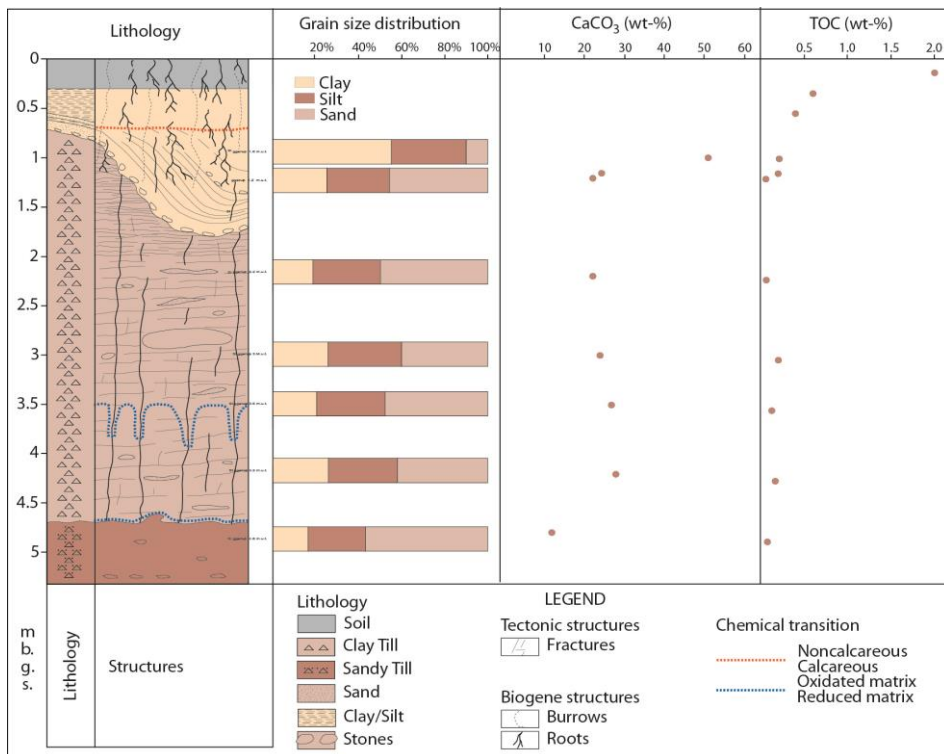 Lithology
Grain size distribution
CaCO₃ (wt-%)
TOC (wt-%)
20% 40% 60% 80% 100%
10 20 30 40 50 60
0.5 1.0 1.5 2.0
Clay
Silt
Sand
0
0.5
1
1.5
2
2.5
3
3.5
4
4.5
5
m b. g. s.
Lithology
Structures
Lithology
Soil
Clay Till
Sandy Till
Sand
Clay/Silt
Stones
LEGEND
Tectonic structures
Fractures
Biogene structures
Burrows
Roots
Chemical transition
Noncalcareous
Calcareous
Oxidated matrix
Reduced matrix